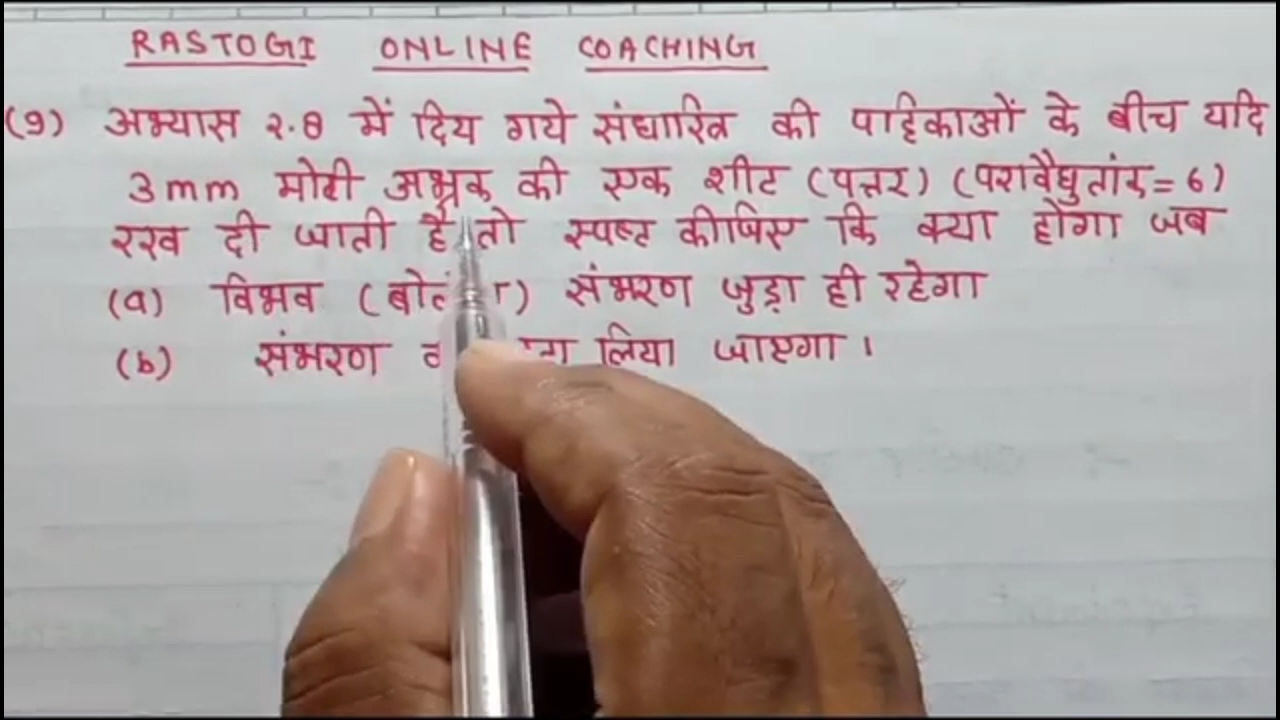 RASTOGI ONLINE COACHING
(9) अभ्यास २.8 में दिय गये संधारित्र की पट्टिकाओं के बीच यदि
3mm मोटी अभ्रक की एक शीट (पत्तर) (परावैधुतांक=6)
रख दी जाती है तो स्पष्ट कीजिए कि क्या होगा जब
(a) विभव ( ) संभरण जुड़ा ही रहेगा
(b) संभरण लिया जाएगा।